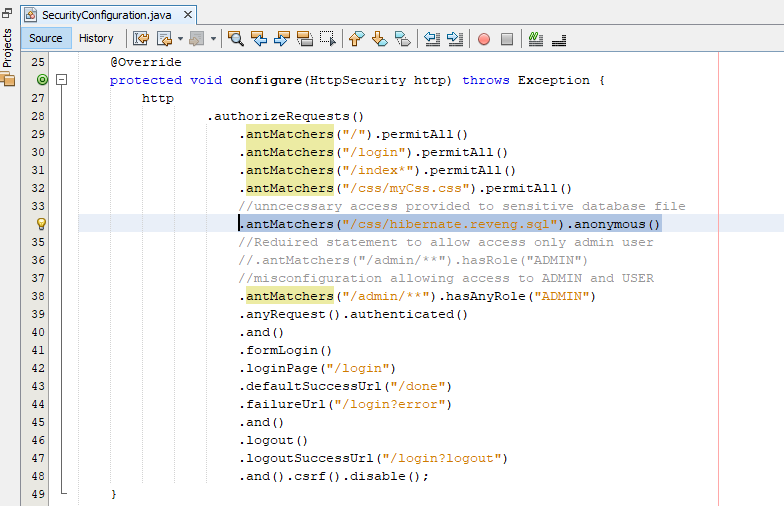 SecurityConfiguration.java
Projects
Source History
25 @Override
26 protected void configure(HttpSecurity http) throws Exception {
27 http
28 .authorizeRequests()
29 .antMatchers("/").permitAll()
30 .antMatchers("/login").permitAll()
31 .antMatchers("/index*").permitAll()
32 .antMatchers("/css/myCss.css").permitAll()
33 //unncecssary access provided to sensitive database file
.antMatchers("/css/hibernate.reveng.sql").anonymous()
35 //Reduired statement to allow access only admin user
36 //.antMatchers("/admin/**").hasRole("ADMIN")
37 //misconfiguration allowing access to ADMIN and USER
38 .antMatchers("/admin/**").hasAnyRole("ADMIN")
39 .anyRequest().authenticated()
40 .and()
41 .formLogin()
42 .loginPage("/login")
43 .defaultSuccessUrl("/done")
44 .failureUrl("/login?error")
45 .and()
46 .logout()
47 .logoutSuccessUrl("/login?logout")
48 .and().csrf().disable();
49 }